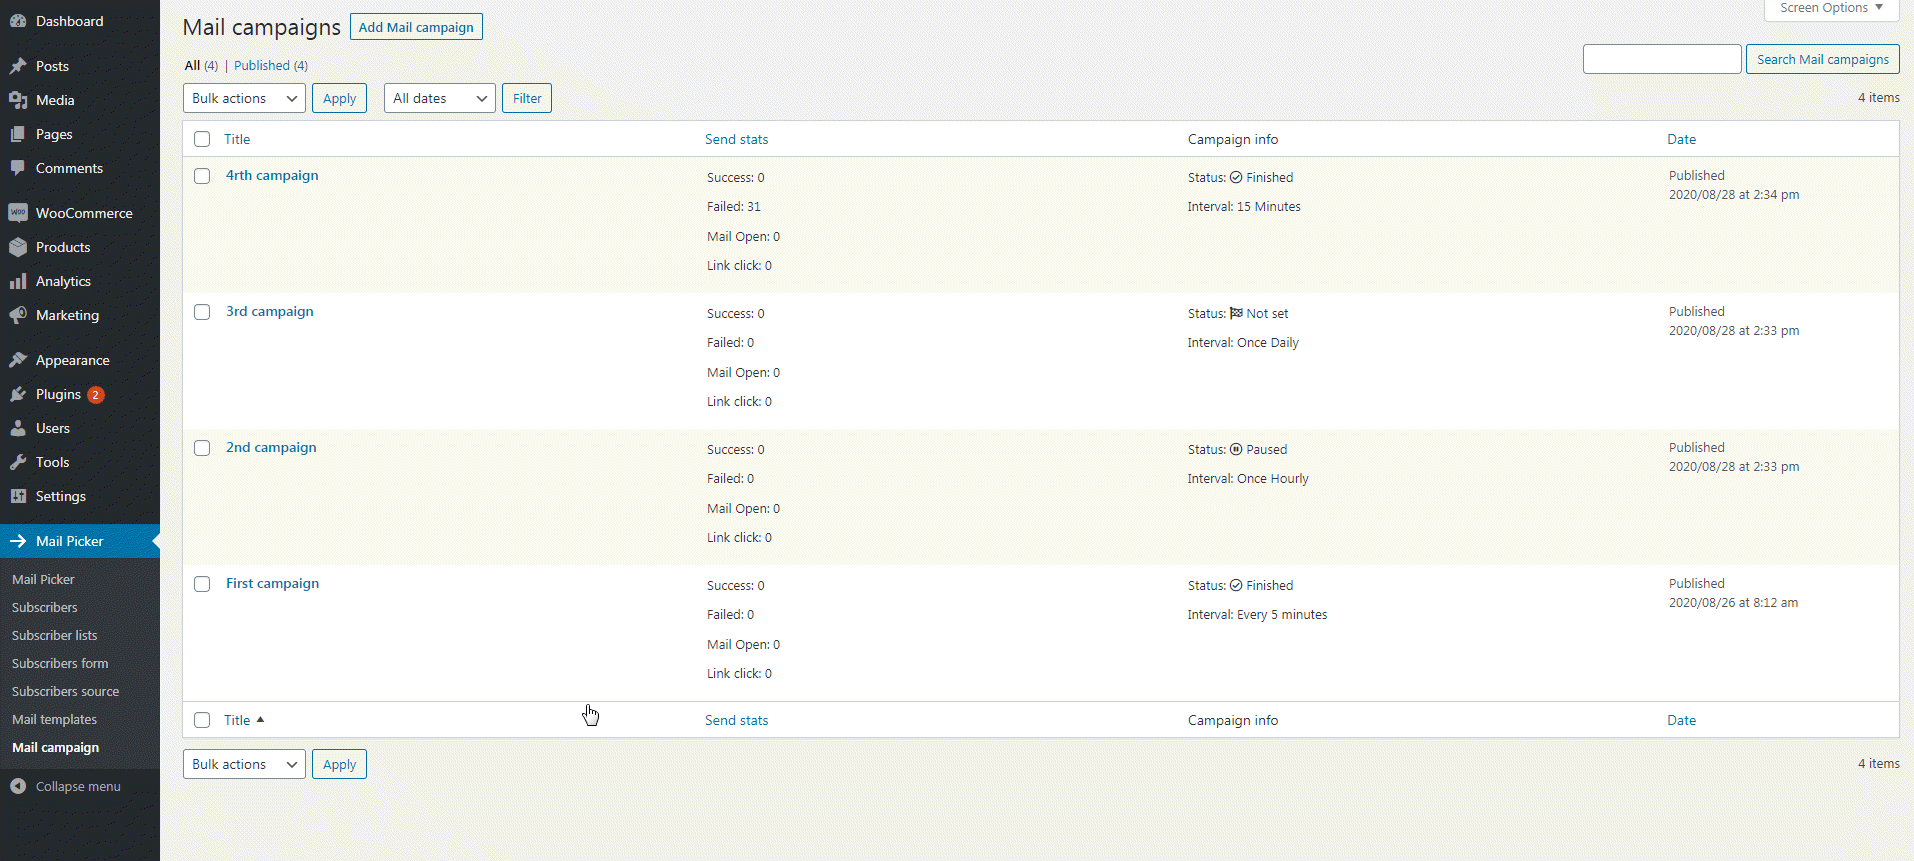 Dashboard
Posts
Media
Pages
Comments
WOO WooCommerce
Products
Analytics
Marketing
Appearance
Plugins 2
Users
Tools
Settings
Mail Picker
Mail Picker
Subscribers
Subscriber lists
Subscribers form
Subscribers source
Mail templates
Mail campaign
Collapse menu
Screen Options
Mail campaigns Add Mail campaign
All (4) | Published (4)
Search Mail campaigns
Bulk actions Apply All dates Filter 4 items
Title Send stats Campaign info Date
4rth campaign
Success: 0
Failed: 31
Mail Open: 0
Link click: 0
Status: Finished
Interval: 15 Minutes
Published
2020/08/28 at 2:34 pm
3rd campaign
Success: 0
Failed: 0
Mail Open: 0
Link click: 0
Status: Not set
Interval: Once Daily
Published
2020/08/28 at 2:33 pm
2nd campaign
Success: 0
Failed: 0
Mail Open: 0
Link click: 0
Status: Paused
Interval: Once Hourly
Published
2020/08/28 at 2:33 pm
First campaign
Success: 0
Failed: 0
Mail Open: 0
Link click: 0
Status: Finished
Interval: Every 5 minutes
Published
2020/08/26 at 8:12 am
Title Send stats Campaign info Date
Bulk actions Apply 4 items